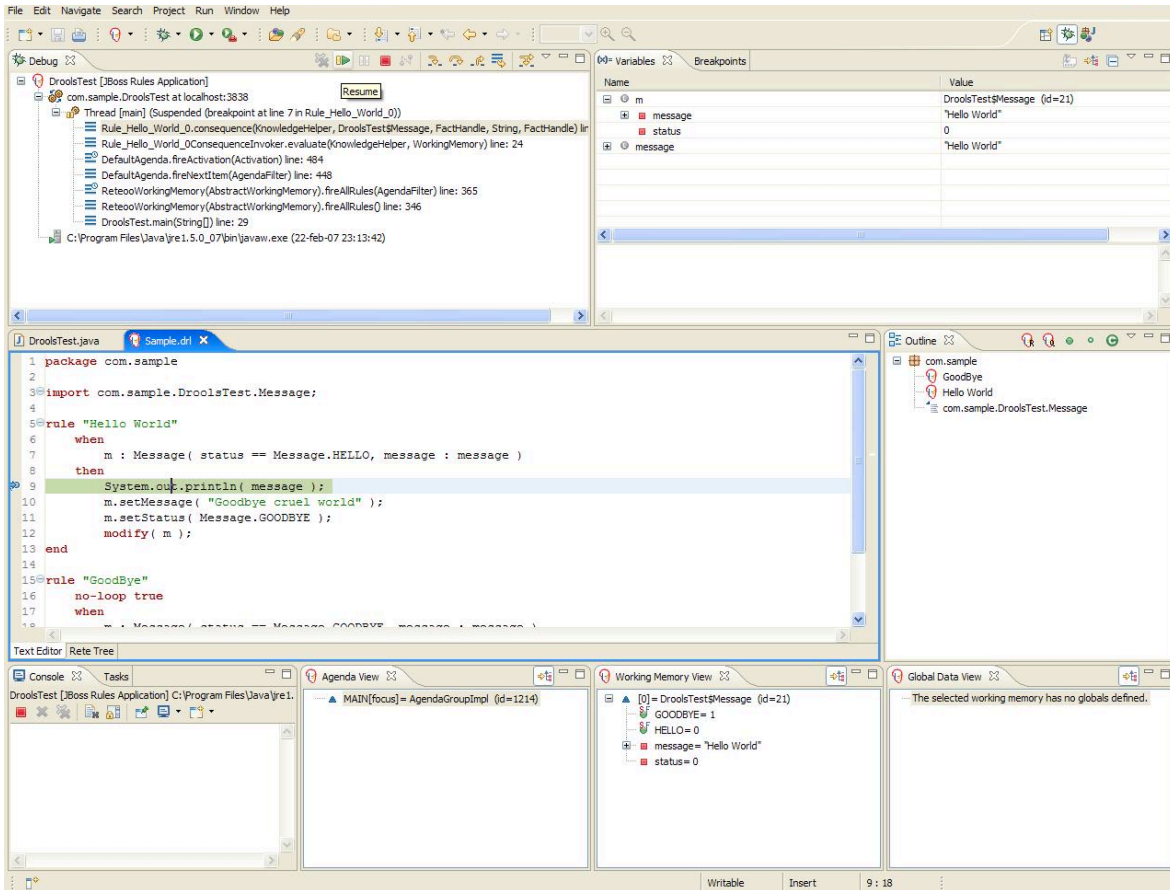 File Edit Navigate Search Project Run Window Help
Debug
Resume
DroolsTest [JBoss Rules Application]
com.sample.DroolsTest at localhost:3838
Thread [main] (Suspended (breakpoint at line 7 in Rule_Hello_World_0))
Rule_Hello_World_0.consequence(KnowledgeHelper, DroolsTest$Message, FactHandle, String, FactHandle) lir
Rule_Hello_World_0ConsequenceInvoker.evaluate(KnowledgeHelper, WorkingMemory) line: 24
DefaultAgenda.fireActivation(Activation) line: 484
DefaultAgenda.fireNextItem(AgendaFilter) line: 448
ReteooWorkingMemory(AbstractWorkingMemory).fireAllRules(AgendaFilter) line: 365
ReteooWorkingMemory(AbstractWorkingMemory).fireAllRules() line: 346
DroolsTest.main(String[]) line: 29
C:\Program Files\Java\jre1.5.0_07\bin\javaw.exe (22-feb-07 23:13:42)
(x)= Variables Breakpoints
Name Value
m DroolsTest$Message (id=21)
message "Hello World"
status 0
message "Hello World"
DroolsTest.java Sample.drl
1 package com.sample
2
3 import com.sample.DroolsTest.Message;
4
5 rule "Hello World"
6 when
7 m : Message( status == Message.HELLO, message : message )
8 then
9 System.out.println( message );
10 m.setMessage( "Goodbye cruel world" );
11 m.setStatus( Message.GOODBYE );
12 modify( m );
13 end
14
15 rule "GoodBye"
16 no-loop true
17 when
18 m : Message( status == Message.GOODBYE, message : message )
Text Editor Rete Tree
Outline
com.sample
GoodBye
Hello World
com.sample.DroolsTest.Message
Console Tasks
DroolsTest [JBoss Rules Application] C:\Program Files\Java\jre1.
Agenda View
MAIN[focus]= AgendaGroupImpl (id=1214)
Working Memory View
[0]= DroolsTest$Message (id=21)
GOODBYE= 1
HELLO= 0
message= "Hello World"
status= 0
Global Data View
The selected working memory has no globals defined.
Writable Insert 9 : 18